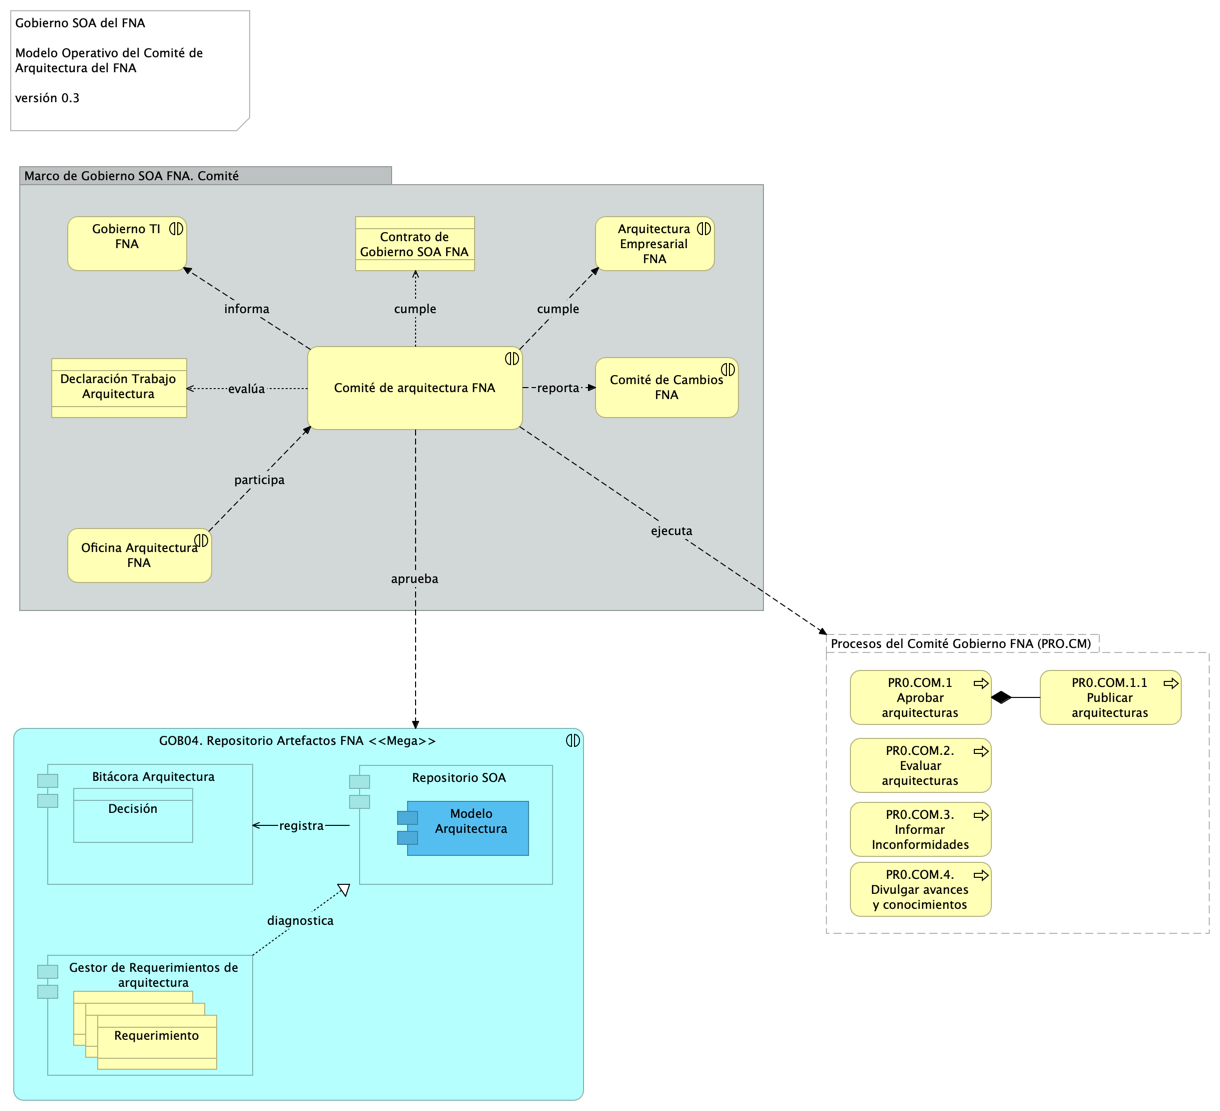 Gobierno SOA del FNA
Modelo Operativo del Comité de
Arquitectura del FNA
versión 0.3
Marco de Gobierno SOA FNA. Comité
Gobierno TI
FNA
Contrato de
Gobierno SOA FNA
Arquitectura
Empresarial
FNA
informa
cumple
cumple
Declaración Trabajo
Arquitectura
evalúa
Comité de arquitectura FNA
reporta
Comité de Cambios
FNA
participa
Oficina Arquitectura
FNA
ejecuta
aprueba
Procesos del Comité Gobierno FNA (PRO.CM)
PR0.COM.1
Aprobar
arquitecturas
PR0.COM.1.1
Publicar
arquitecturas
PR0.COM.2.
Evaluar
arquitecturas
PR0.COM.3.
Informar
Inconformidades
PR0.COM.4.
Divulgar avances
y conocimientos
GOB04. Repositorio Artefactos FNA <<Mega>>
Bitácora Arquitectura
Decisión
registra
Repositorio SOA
Modelo
Arquitectura
diagnostica
Gestor de Requerimientos de
arquitectura
Requerimiento